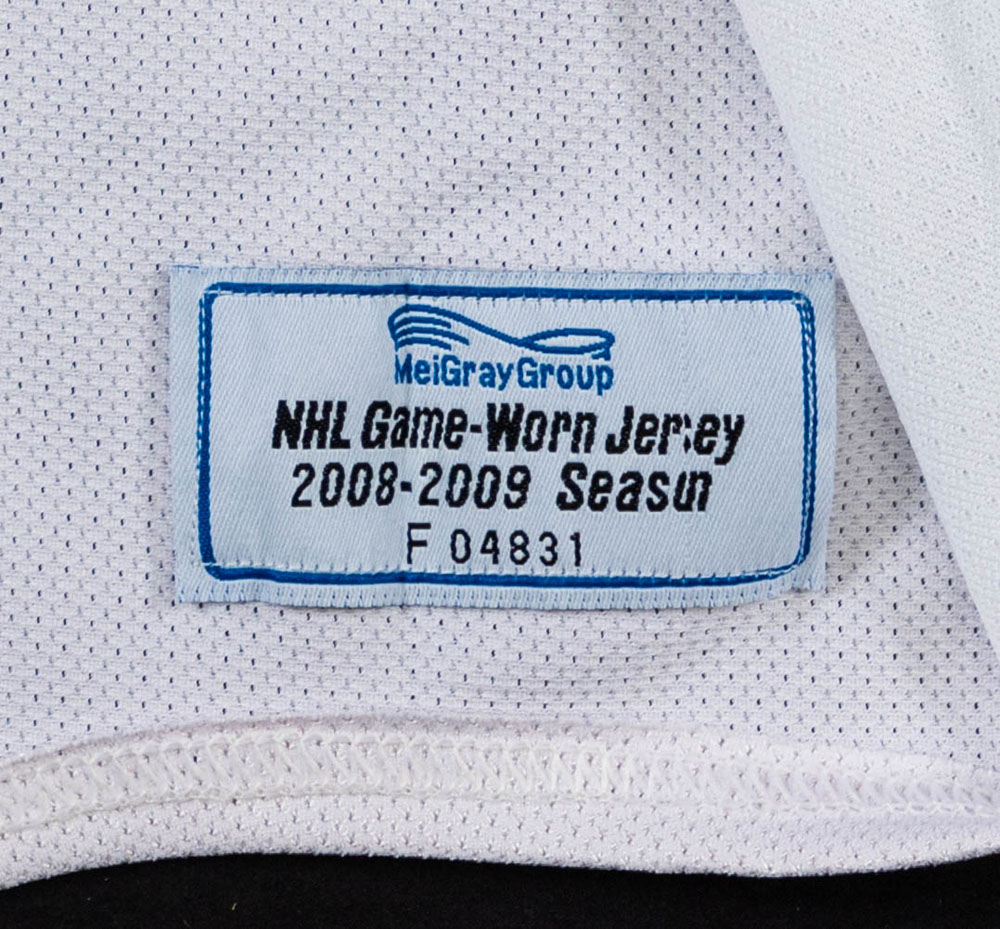 MeiGrayGroup
NHL Game-Worn Jersey
2008-2009 Season
F 04831